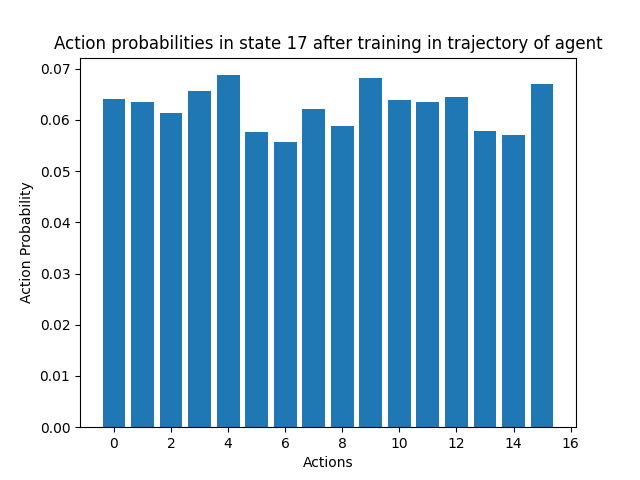 Action probabilities in state 17 after training in trajectory of agent
0.07
0.06
0.05
0.04
0.03
0.02
0.01
0.00
Action Probability
0 2 4 6 8 10 12 14 16
Actions